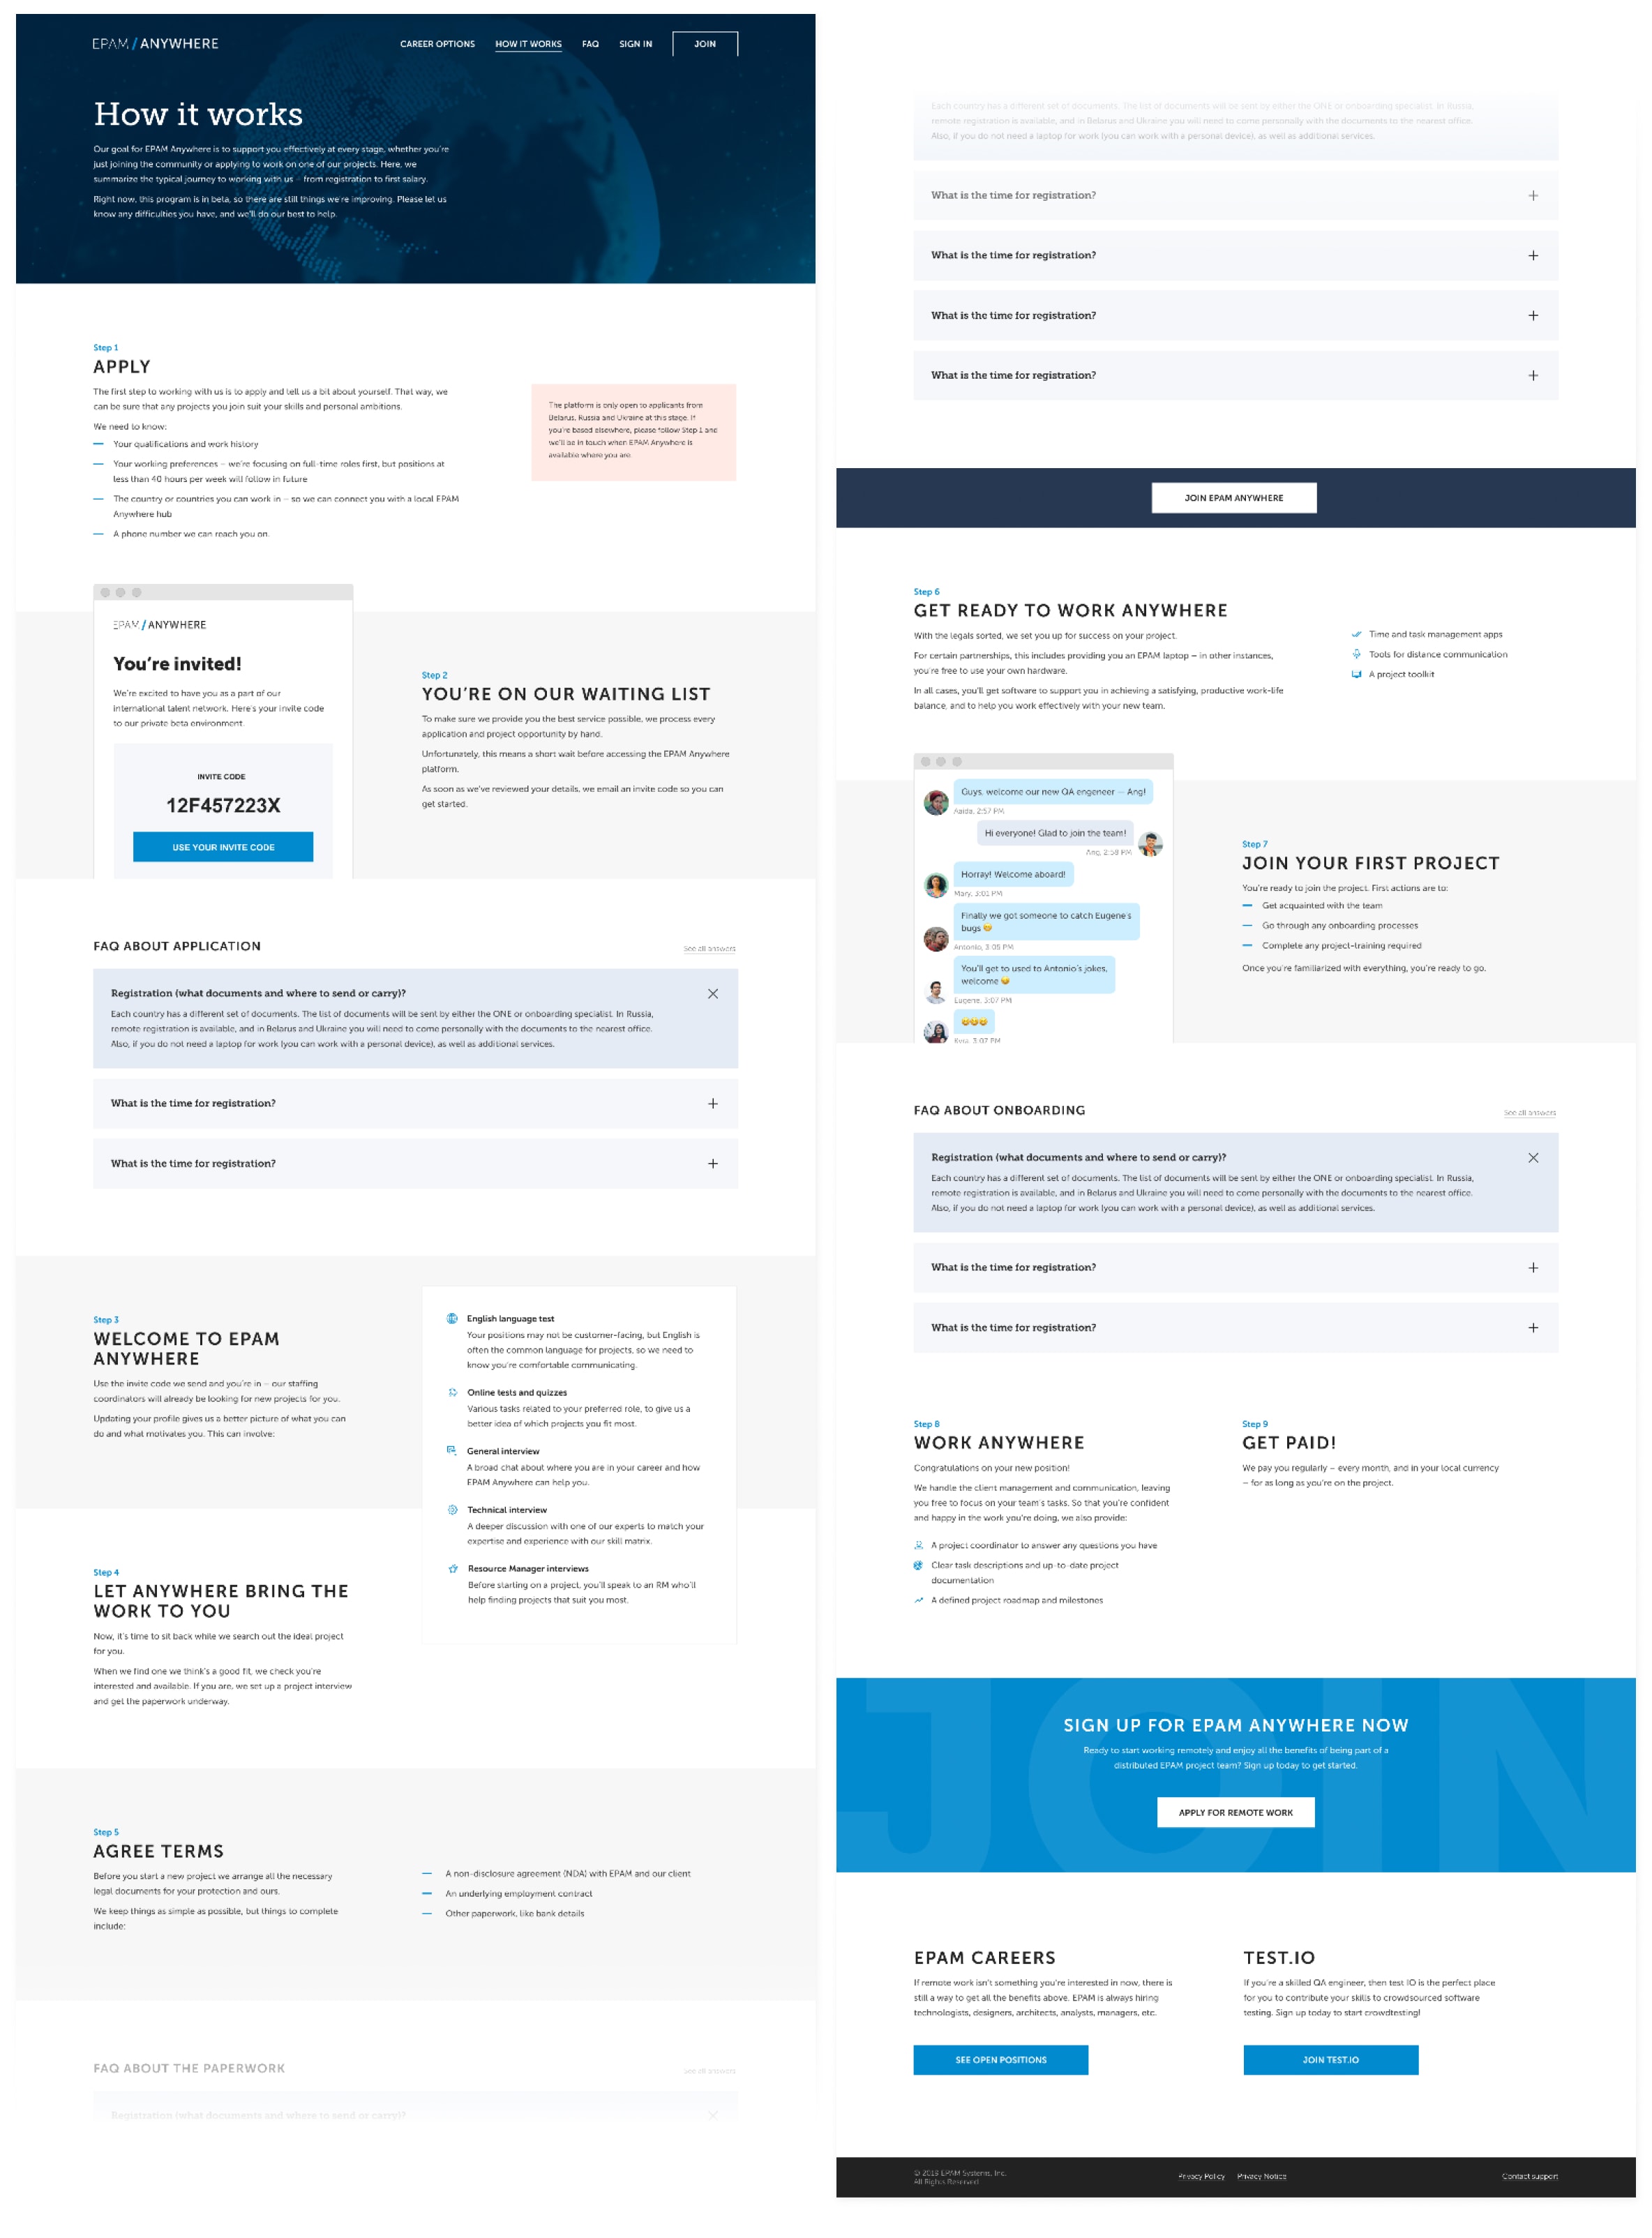 EPAM / ANYWHERE
CAREER OPTIONS
HOW IT WORKS
FAQ
SIGN IN
JOIN
How it works
Our goal for EPAM Anywhere is to support you effectively at every stage, whether you're
just joining the community or applying to work on one of our projects. Here, we
summarize the typical journey to working with us – from registration to first salary.
Right now, this program is in beta, so there are still things we're improving. Please let us
know any difficulties you have, and we'll do our best to help.
Step 1
APPLY
The first step to working with us is to apply and tell us a bit about yourself. That way, we
can be sure that any projects you join suit your skills and personal ambitions.
We need to know:
Your qualifications and work history
Your working preferences – we're focusing on full-time roles first, but positions at
less than 40 hours per week will follow in future
The country or countries you can work in – so we can connect you with a local EPAM
Anywhere hub
A phone number we can reach you on.
The platform is only open to applicants from
Belarus, Russia and Ukraine at this stage. If
you're based elsewhere, please follow Step 1 and
we'll be in touch when EPAM Anywhere is
available where you are
EPAM / ANYWHERE
You're invited!
We're excited to have you as a part of our
international talent network. Here's your invite code
to our private beta environment.
INVITE CODE
12F457223X
USE YOUR INVITE CODE
Step 2
YOU'RE ON OUR WAITING LIST
To make sure we provide you the best service possible, we process every
application and project opportunity by hand.
Unfortunately, this means a short wait before accessing the EPAM Anywhere
platform.
As soon as we've reviewed your details, we email an invite code so you can
get started.
FAQ ABOUT APPLICATION
See all answers
Registration (what documents and where to send or carry)?
Each country has a different set of documents. The list of documents will be sent by either the ONE or onboarding specialist. In Russia,
remote registration is available, and in Belarus and Ukraine you will need to come personally with the documents to the nearest office.
Also, if you do not need a laptop for work (you can work with a personal device), as well as additional services.
What is the time for registration?
What is the time for registration?
Step 3
WELCOME TO EPAM
ANYWHERE
Use the invite code we send and you're in – our staffing
coordinators will already be looking for new projects for you.
Updating your profile gives us a better picture of what you can
do and what motivates you. This can involve:
English language test
Your positions may not be customer-facing, but English is
often the common language for projects, so we need to
know you're comfortable communicating.
Online tests and quizzes
Various tasks related to your preferred role, to give us a
better idea of which projects you fit most.
General interview
A broad chat about where you are in your career and how
EPAM Anywhere can help you.
Technical interview
A deeper discussion with one of our experts to match your
expertise and experience with our skill matrix.
Resource Manager interviews
Before starting on a project, you'll speak to an RM who'll
help finding projects that suit you most.
Step 4
LET ANYWHERE BRING THE
WORK TO YOU
Now, it's time to sit back while we search out the ideal project
for you.
When we find one we think's a good fit, we check you're
interested and available. If you are, we set up a project interview
and get the paperwork underway.
Step 5
AGREE TERMS
Before you start a new project we arrange all the necessary
legal documents for your protection and ours.
We keep things as simple as possible, but things to complete
include:
A non-disclosure agreement (NDA) with EPAM and our client
An underlying employment contract
Other paperwork, like bank details
FAQ ABOUT THE PAPERWORK
See all answers
Registration (what documents and where to send or carry)?
Each country has a different set of documents. The list of documents will be sent by either the ONE or onboarding specialist. In Russia,
remote registration is available, and in Belarus and Ukraine you will need to come personally with the documents to the nearest office.
Also, if you do not need a laptop for work (you can work with a personal device), as well as additional services.
What is the time for registration?
What is the time for registration?
What is the time for registration?
What is the time for registration?
JOIN EPAM ANYWHERE
Step 6
GET READY TO WORK ANYWHERE
With the legals sorted, we set you up for success on your project.
For certain partnerships, this includes providing you an EPAM laptop – in other instances,
you're free to use your own hardware.
In all cases, you'll get software to support you in achieving a satisfying, productive work-life
balance, and to help you work effectively with your new team.
Time and task management apps
Tools for distance communication
A project toolkit
Guys, welcome our new QA engeneer – Ang!
Aaida, 2:57 PM
Hi everyone! Glad to join the team!
Ang, 2:58 PM
Horray! Welcome aboard!
Mary, 3:01 PM
Finally we got someone to catch Eugene's
bugs 😄
Antonio, 3:05 PM
You'll get to used to Antonio's jokes,
welcome 😄
Eugene, 3:07 PM
😄😄😄
Kyra, 3:07 PM
Step 7
JOIN YOUR FIRST PROJECT
You're ready to join the project. First actions are to:
Get acquainted with the team
Go through any onboarding processes
Complete any project-training required
Once you're familiarized with everything, you're ready to go.
FAQ ABOUT ONBOARDING
See all answers
Registration (what documents and where to send or carry)?
Each country has a different set of documents. The list of documents will be sent by either the ONE or onboarding specialist. In Russia,
remote registration is available, and in Belarus and Ukraine you will need to come personally with the documents to the nearest office.
Also, if you do not need a laptop for work (you can work with a personal device), as well as additional services.
What is the time for registration?
What is the time for registration?
Step 8
WORK ANYWHERE
Congratulations on your new position!
We handle the client management and communication, leaving
you free to focus on your team's tasks. So that you're confident
and happy in the work you're doing, we also provide:
A project coordinator to answer any questions you have
Clear task descriptions and up-to-date project
documentation
A defined project roadmap and milestones
Step 9
GET PAID!
We pay you regularly – every month, and in your local currency
– for as long as you're on the project.
JOIN
SIGN UP FOR EPAM ANYWHERE NOW
Ready to start working remotely and enjoy all the benefits of being part of a
distributed EPAM project team? Sign up today to get started.
APPLY FOR REMOTE WORK
EPAM CAREERS
If remote work isn't something you're interested in now, there is
still a way to get all the benefits above. EPAM is always hiring
technologists, designers, architects, analysts, managers, etc.
SEE OPEN POSITIONS
TEST.IO
If you're a skilled QA engineer, then test IO is the perfect place
for you to contribute your skills to crowdsourced software
testing. Sign up today to start crowdtesting!
JOIN TEST.IO
© 2018 EPAM Systems, Inc.
All Rights Reserved
Privacy Policy
Privacy Notice
Contact support